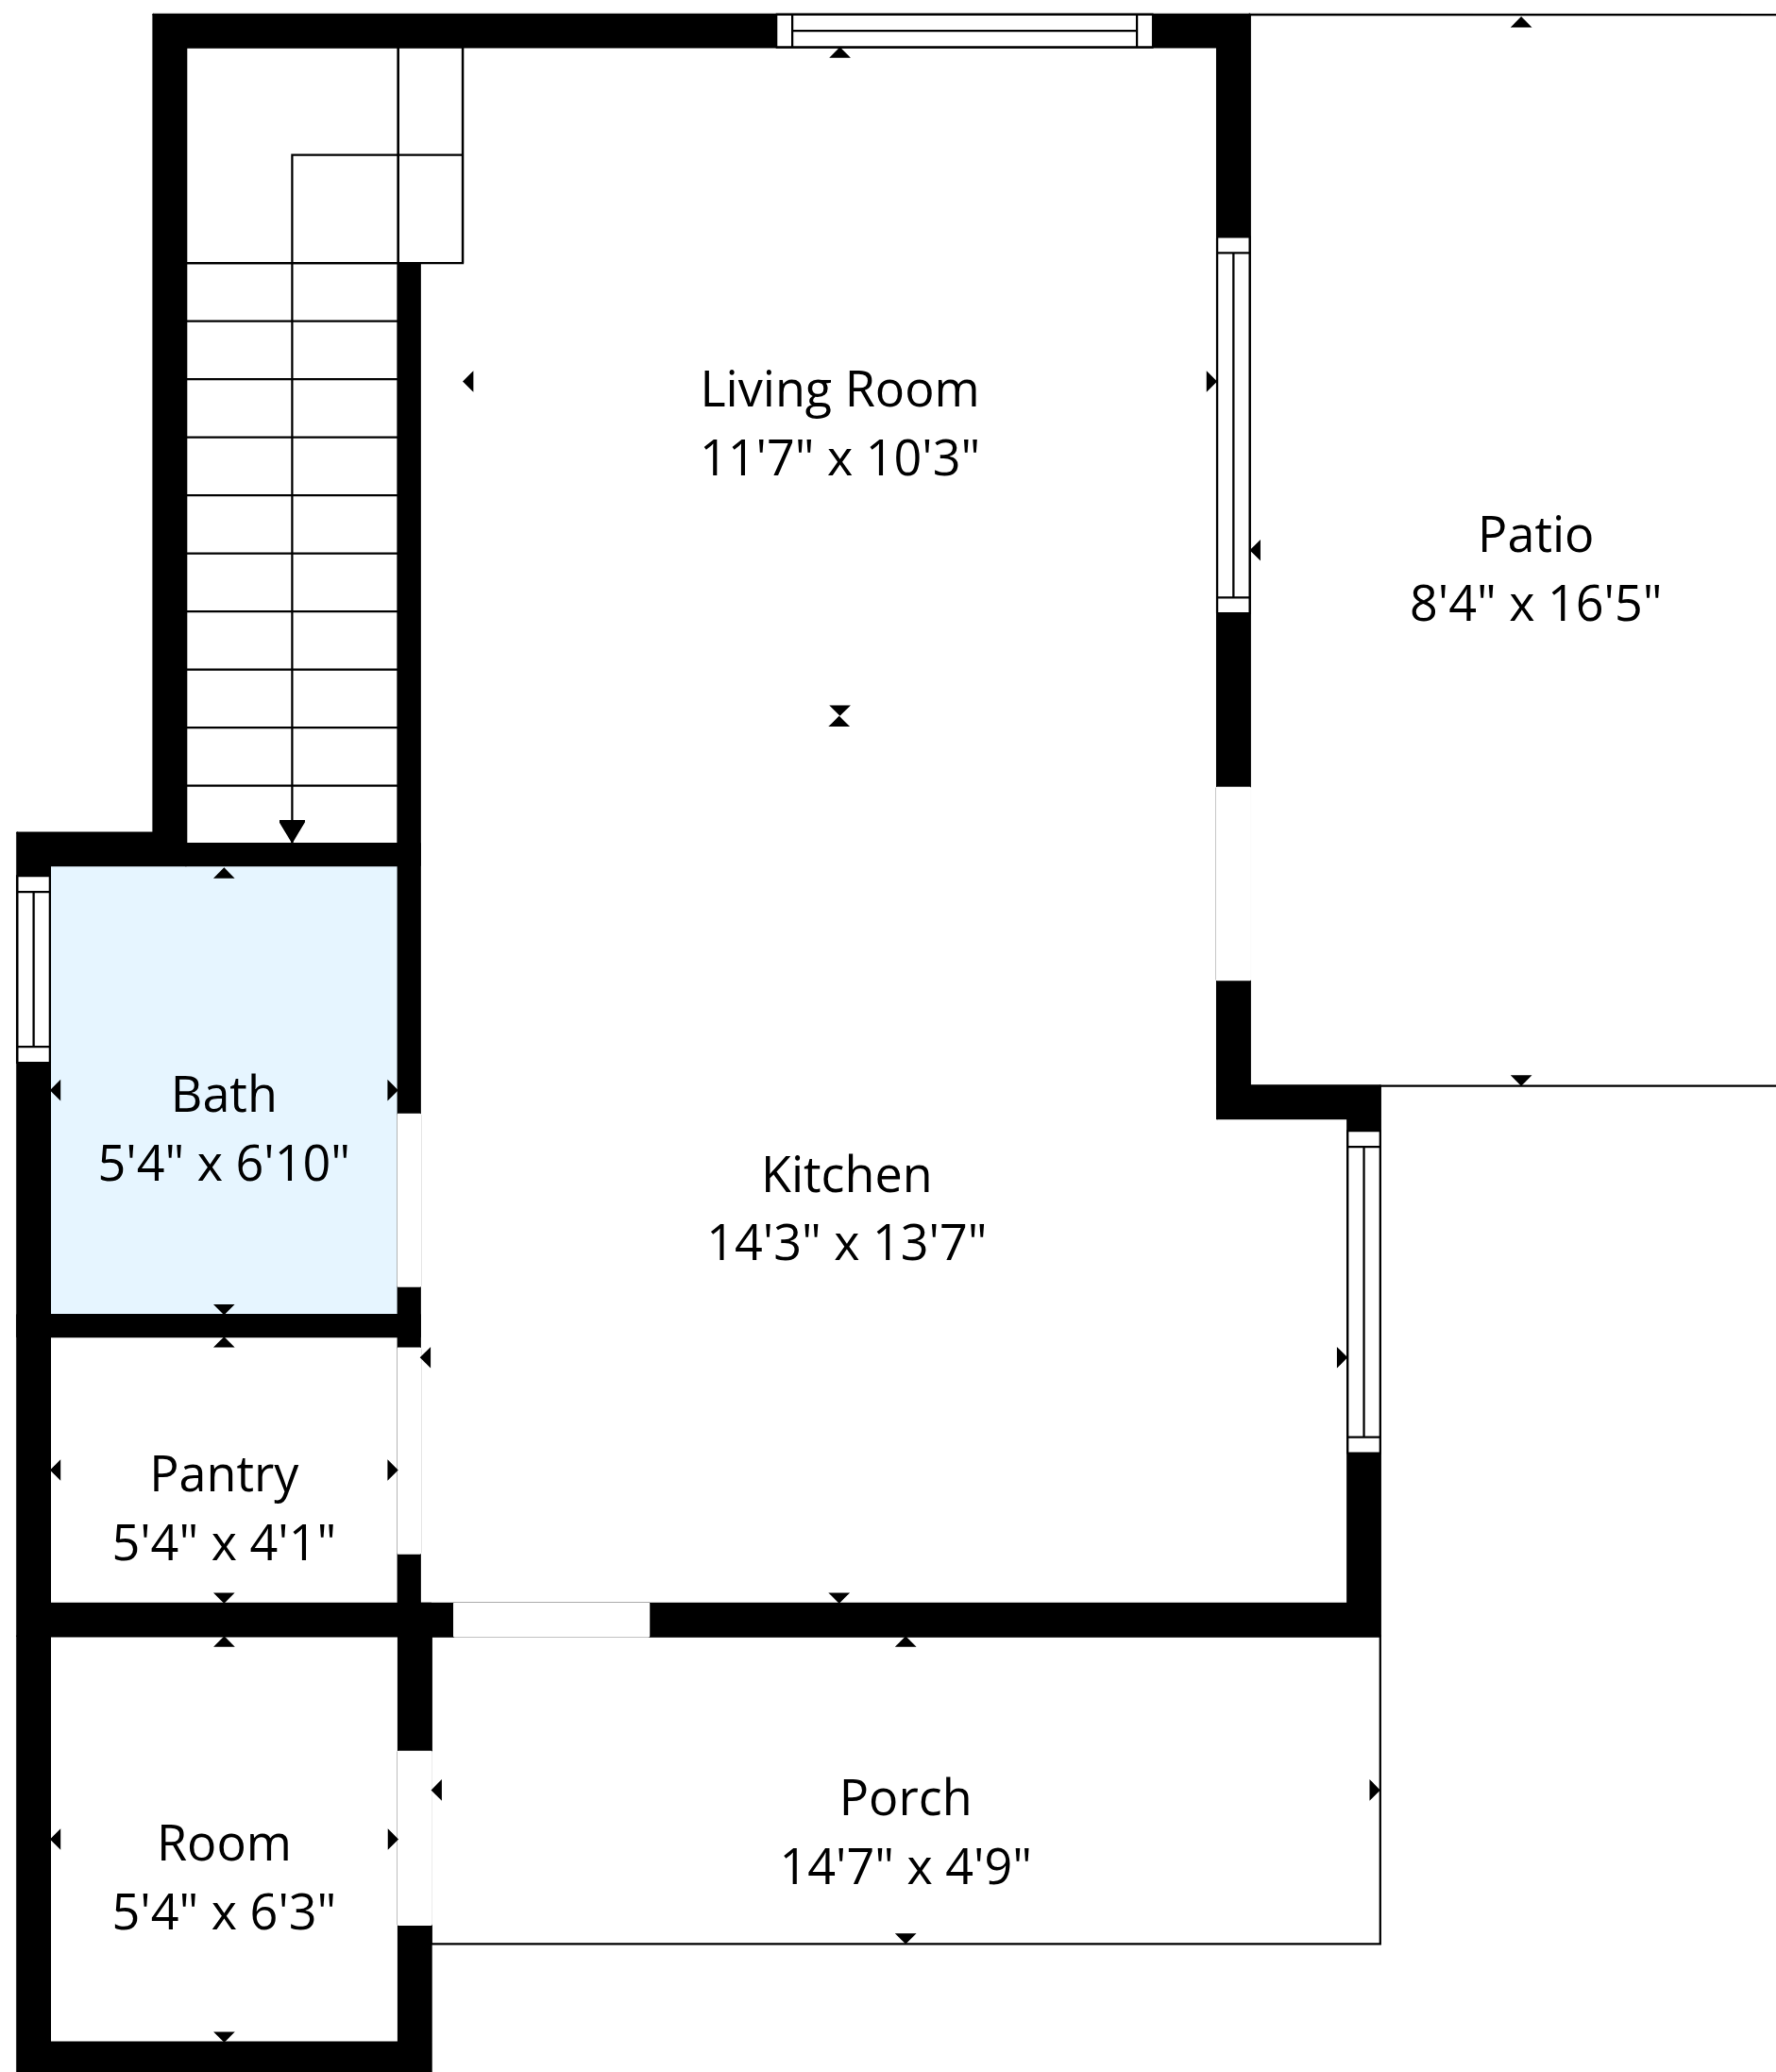 Living Room
11'7" x 10'3"
Patio
8'4" x 16'5"
Bath
5'4" x 6'10"
Kitchen
14'3" x 13'7"
Pantry
5'4" x 4'1"
Porch
14'7" x 4'9"
Room
5'4" x 6'3"